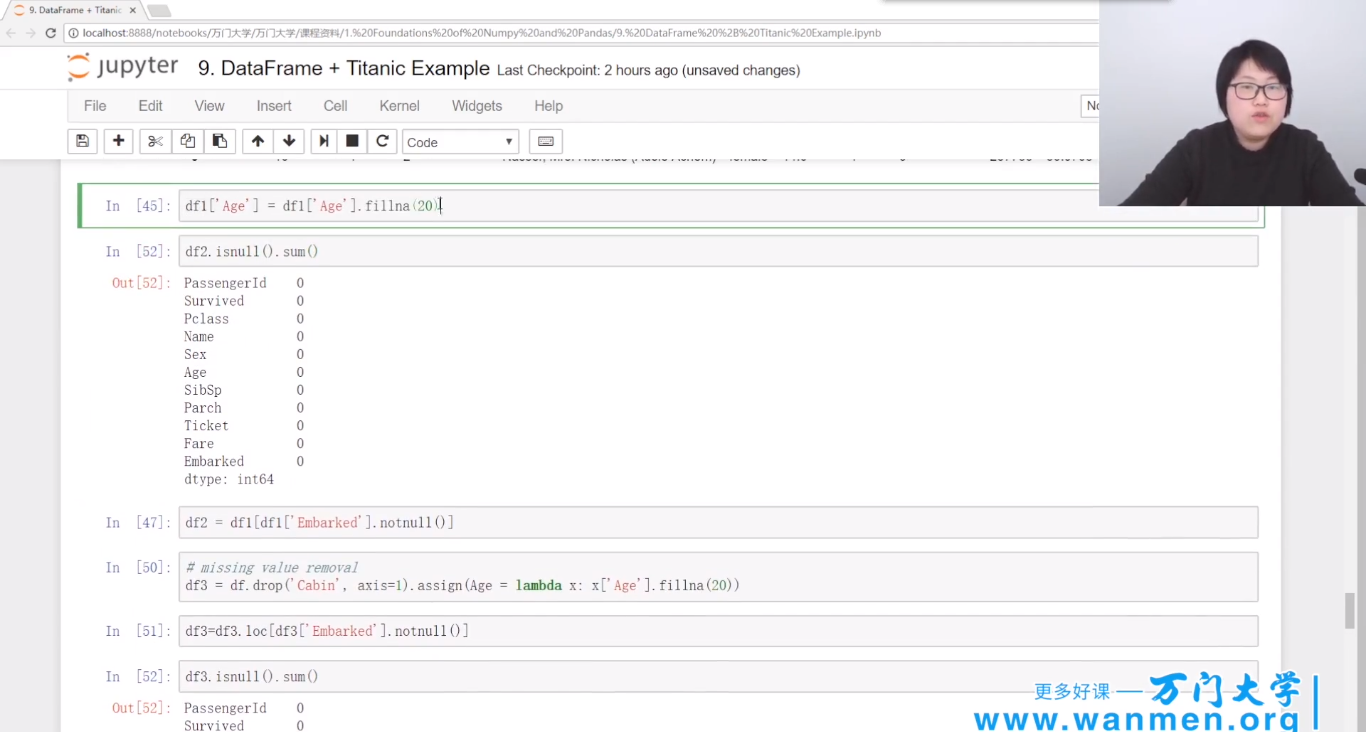 9. DataFrame + Titanic
localhost:8888/notebooks/万门大学/万门大学/课程资料/1.%20Foundations%20of%20Numpy%20and%20Pandas/9.%20DataFrame%20%2B%20Titanic%20Example.ipynb
jupyter 9. DataFrame + Titanic Example Last Checkpoint: 2 hours ago (unsaved changes)
File Edit View Insert Cell Kernel Widgets Help
Code
In [45]: df1['Age'] = df1['Age'].fillna(20)
In [52]: df2.isnull().sum()
Out[52]: PassengerId 0
Survived 0
Pclass 0
Name 0
Sex 0
Age 0
SibSp 0
Parch 0
Ticket 0
Fare 0
Embarked 0
dtype: int64
In [47]: df2 = df1[df1['Embarked'].notnull()]
In [50]: # missing value removal
df3 = df.drop('Cabin', axis=1).assign(Age = lambda x: x['Age'].fillna(20))
In [51]: df3=df3.loc[df3['Embarked'].notnull()]
In [52]: df3.isnull().sum()
Out[52]: PassengerId 0
Survived 0
更多好课 — 万门大学
www.wanmen.org